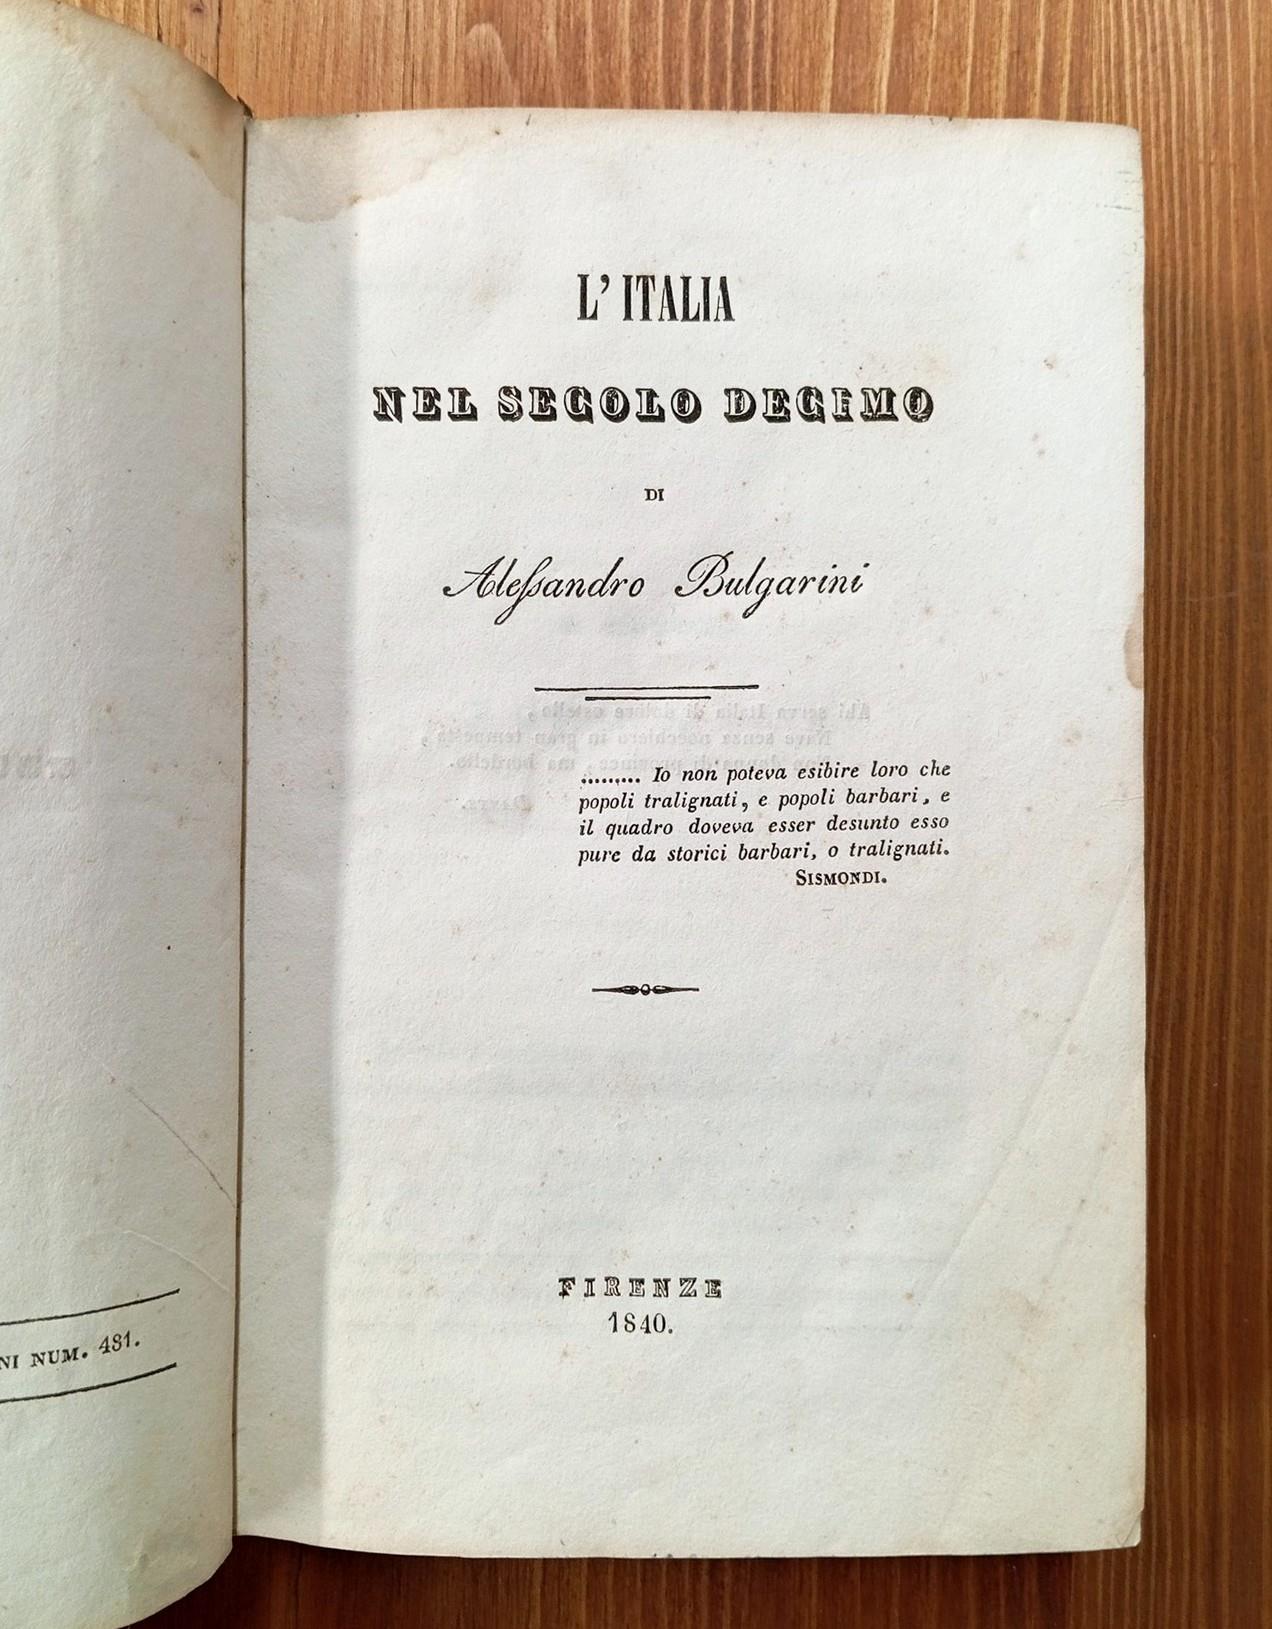 NI NUM. 481.
L' ITALIA
NEL SECOLO DECIMO
DI
Alessandro Bulgarini
......... Io non poteva esibire loro che
popoli tralignati, e popoli barbari, e
il quadro doveva esser desunto esso
pure da storici barbari, o tralignati.
SISMONDI.
FIRENZE
1840.